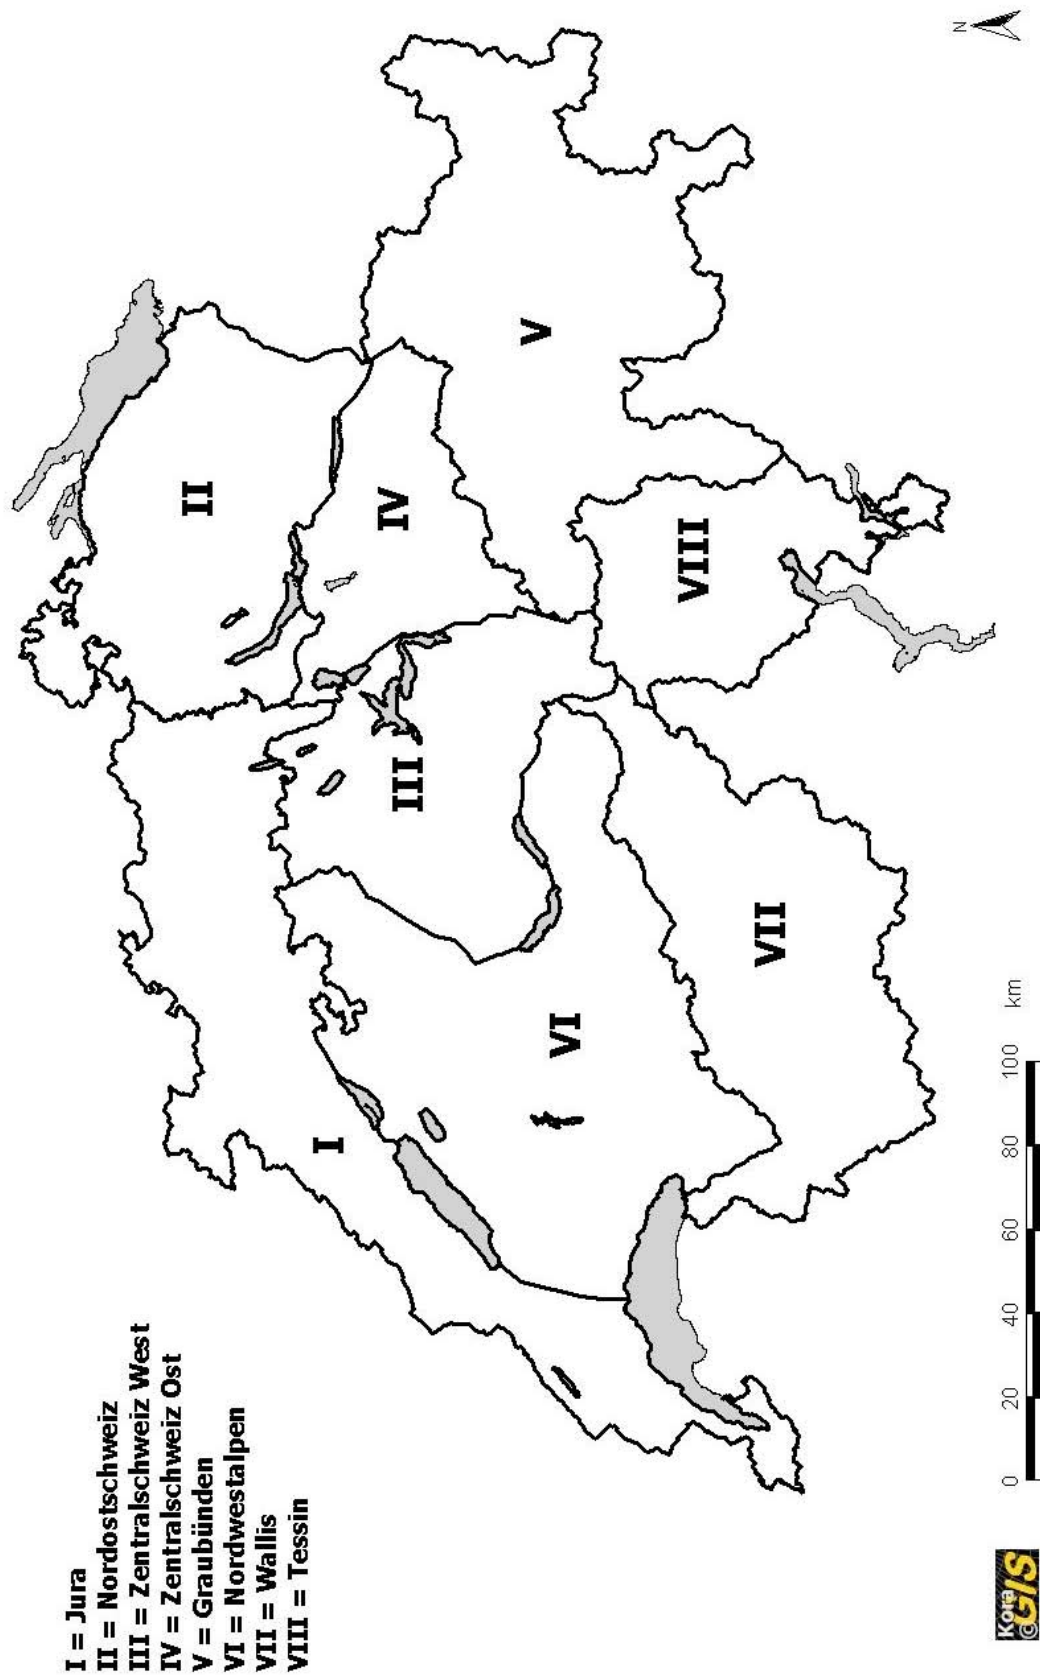 I = Jura
II = Nordostschweiz
III = Zentralschweiz West
IV = Zentralschweiz Ost
V = Graubünden
VI = Nordwestalpen
VII = Wallis
VIII = Tessin
II
I
IV
III
V
VI
VIII
VII
Kora
©GIS
0 20 40 60 80 100 km
N